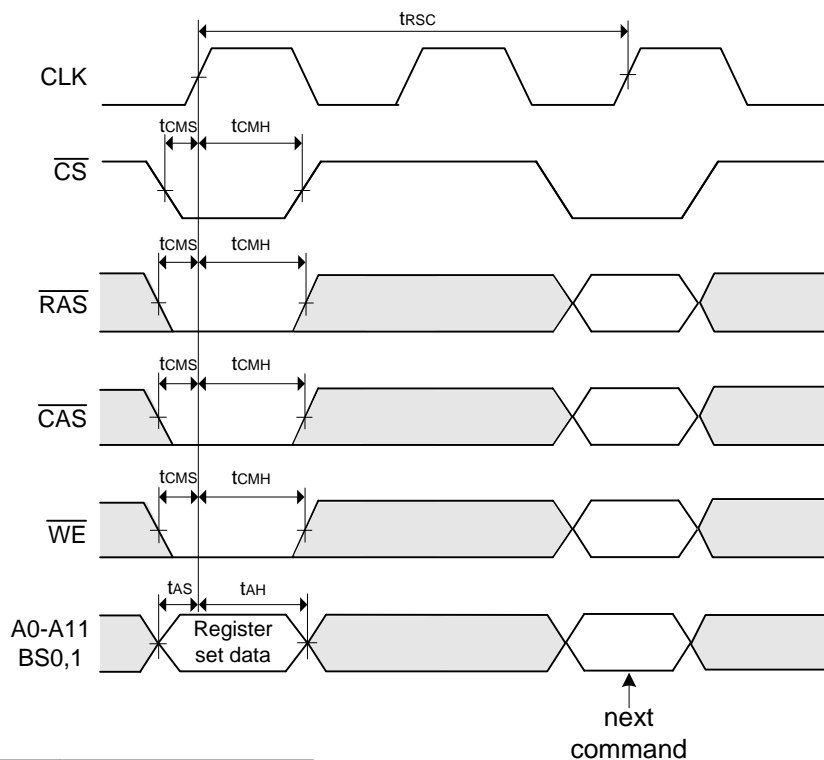 tRSC
CLK
tCMS tCMH
CS
tCMS tCMH
RAS
tCMS tCMH
CAS
tCMS tCMH
WE
tAS tAH
A0-A11
BS0,1
Register
set data
next
command